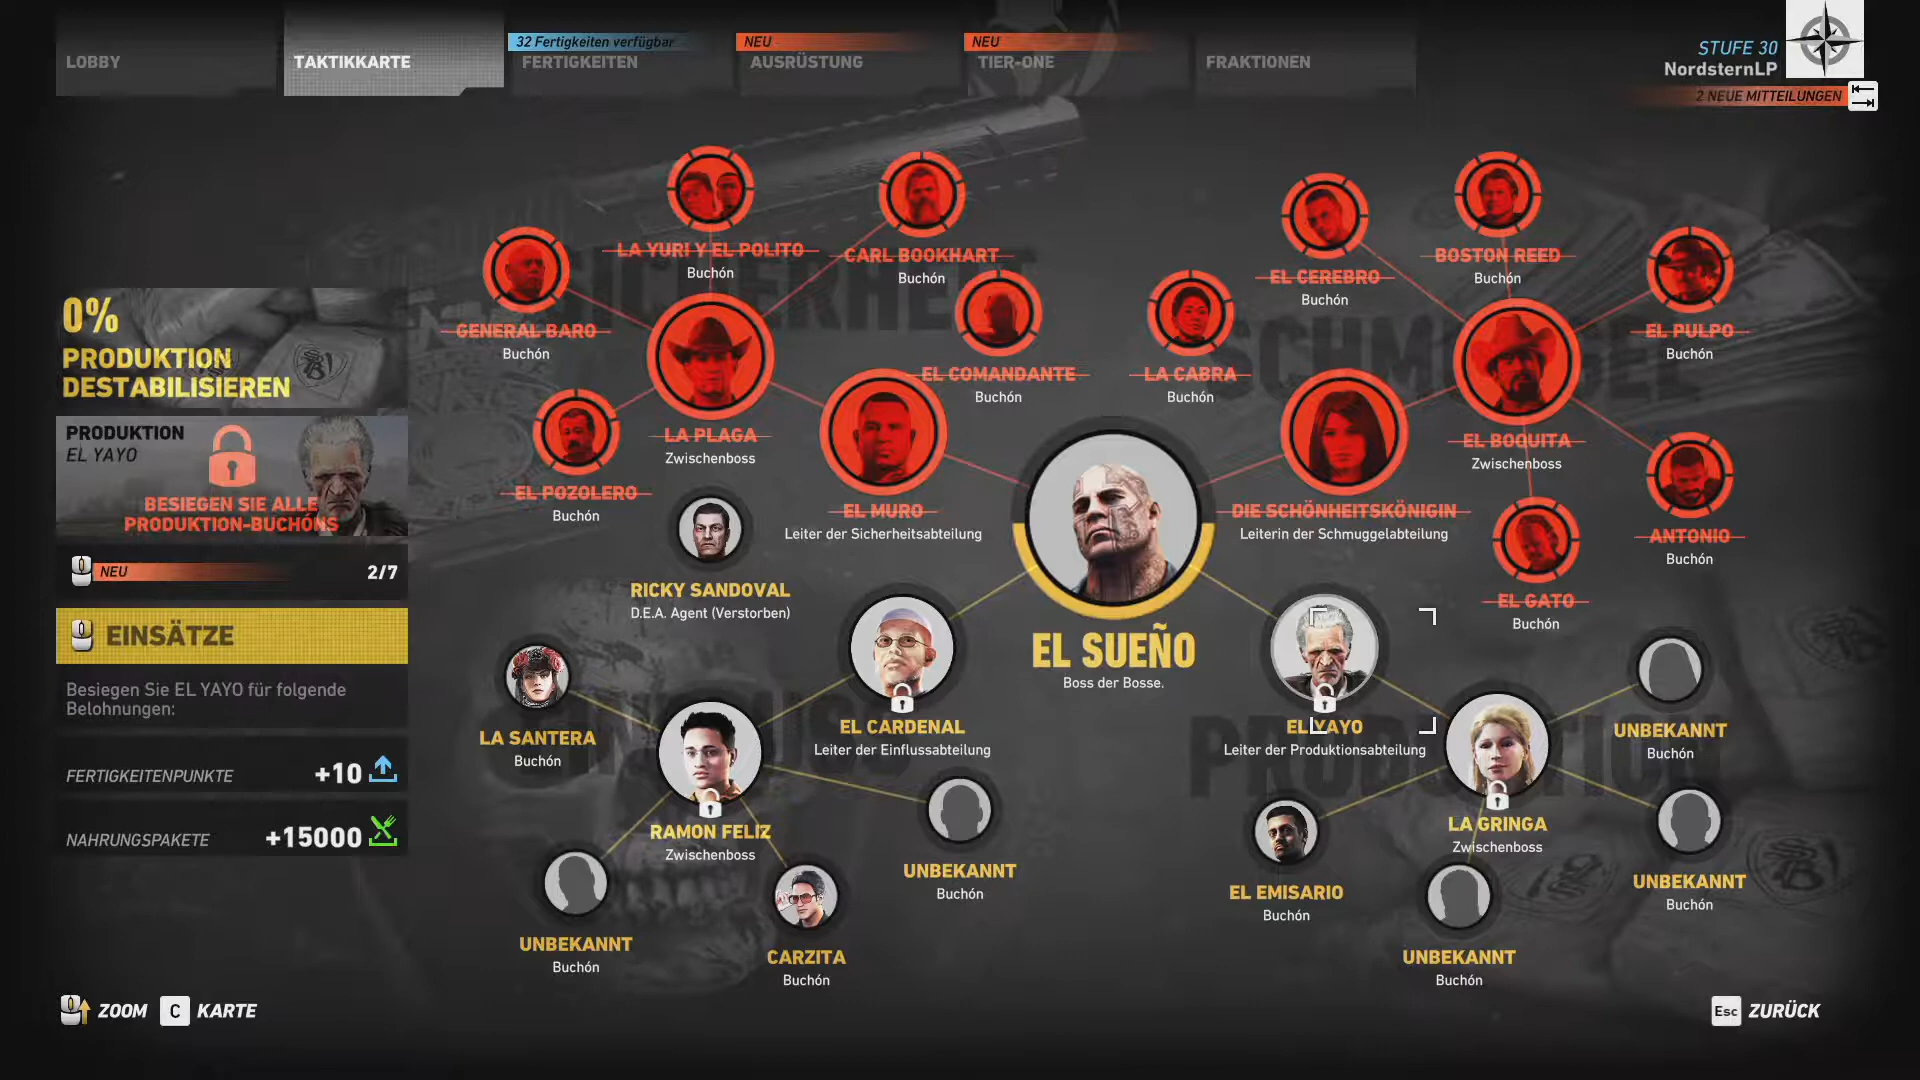 LOBBY
TAKTIKKARTE
32 Fertigkeiten verfügbar
FERTIGKEITEN
NEU
AUSRÜSTUNG
NEU
TIER-ONE
FRAKTIONEN
STUFE 30
NordsternLP
2 NEUE MITTEILUNGEN
SICHERHEIT
SCHMUGGEL
EINFLUSS
PRODUKTION
LA YURI Y EL POLITO
Buchón
CARL BOOKHART
Buchón
GENERAL BARO
Buchón
EL COMANDANTE
Buchón
EL POZOLERO
Buchón
LA PLAGA
Zwischenboss
EL MURO
Leiter der Sicherheitsabteilung
EL CEREBRO
Buchón
BOSTON REED
Buchón
EL PULPO
Buchón
LA CABRA
Buchón
EL BOQUITA
Zwischenboss
DIE SCHÖNHEITSKÖNIGIN
Leiterin der Schmuggelabteilung
ANTONIO
Buchón
EL GATO
Buchón
RICKY SANDOVAL
D.E.A. Agent (Verstorben)
EL SUEÑO
Boss der Bosse.
EL CARDENAL
Leiter der Einflussabteilung
LA SANTERA
Buchón
RAMON FELIZ
Zwischenboss
UNBEKANNT
Buchón
UNBEKANNT
Buchón
CARZITA
Buchón
EL YAYO
Leiter der Produktionsabteilung
UNBEKANNT
Buchón
LA GRINGA
Zwischenboss
EL EMISARIO
Buchón
UNBEKANNT
Buchón
UNBEKANNT
Buchón
0%
PRODUKTION
DESTABILISIEREN
PRODUKTION
EL YAYO
BESIEGEN SIE ALLE
PRODUKTION-BUCHÓNS
NEU
2/7
EINSÄTZE
Besiegen Sie EL YAYO für folgende
Belohnungen:
FERTIGKEITENPUNKTE +10
NAHRUNGSPAKETE +15000
ZOOM
C KARTE
Esc ZURÜCK